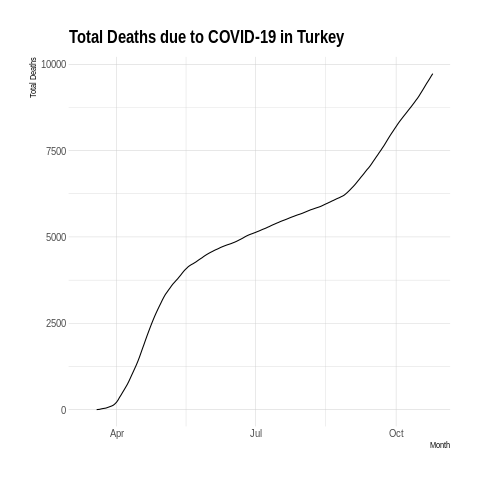 Total Deaths due to COVID-19 in Turkey
Total Deaths
10000
7500
5000
2500
0
Apr Jul Oct
Month